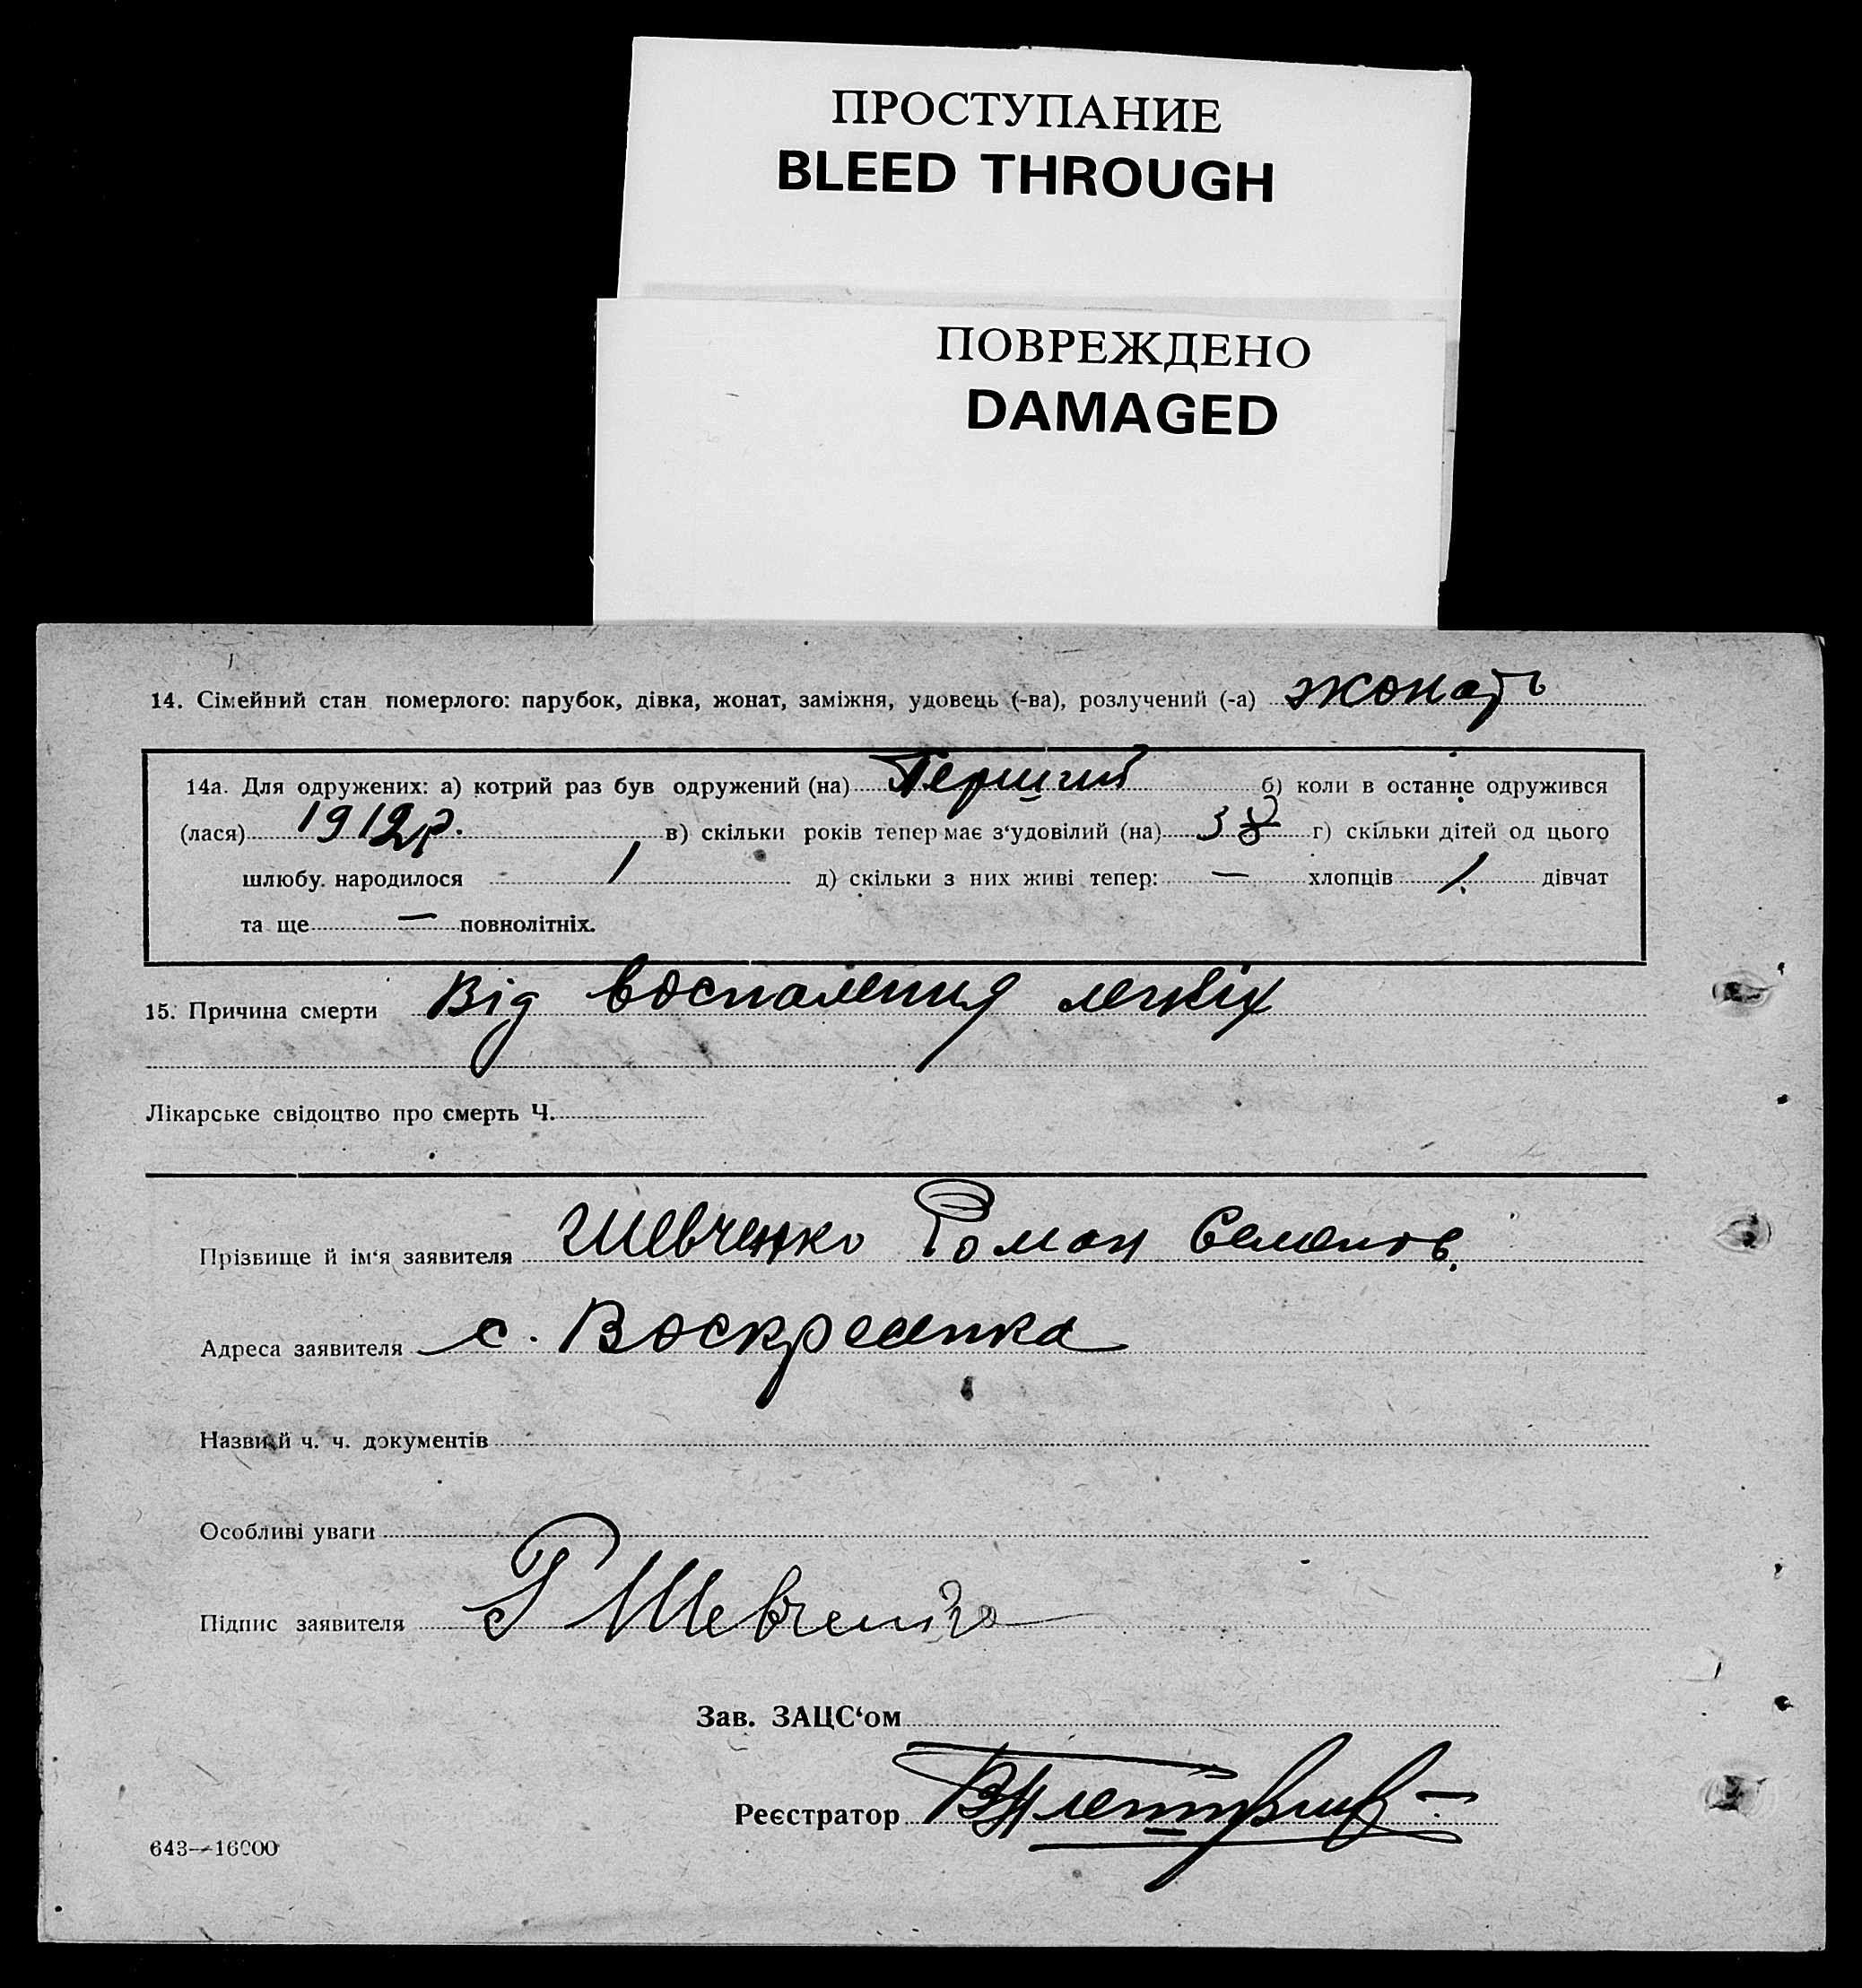 ПРОСТУПАНИЕ
BLEED THROUGH
ПОВРЕЖДЕНО
DAMAGED
14. Сімейний стан померлого: парубок, дівка, жонат, заміжня, удовець (-ва), розлучений (-а) жонать
14а. Для одружених: а) котрий раз був одружений (на) Перший б) коли в останнє одружився
(лася) 1912 р. в) скільки років тепер має з‘удовілий (на) 38 г) скільки дітей од цього
шлюбу. народилося 1 д) скільки з них живі тепер: — хлопців 1. дівчат
та ще — повнолітніх.
15. Причина смерти Від воспаления легкіх
Лікарське свідоцтво про смерть Ч.
Прізвище й ім‘я заявителя Шевченко Роман Семенов.
Адреса заявителя с. Воскресенка
Назви й ч. ч. документів
Особливі уваги
Підпис заявителя Р Шевченко
Зав. ЗАЦС‘ом
Реєстратор
643—16000